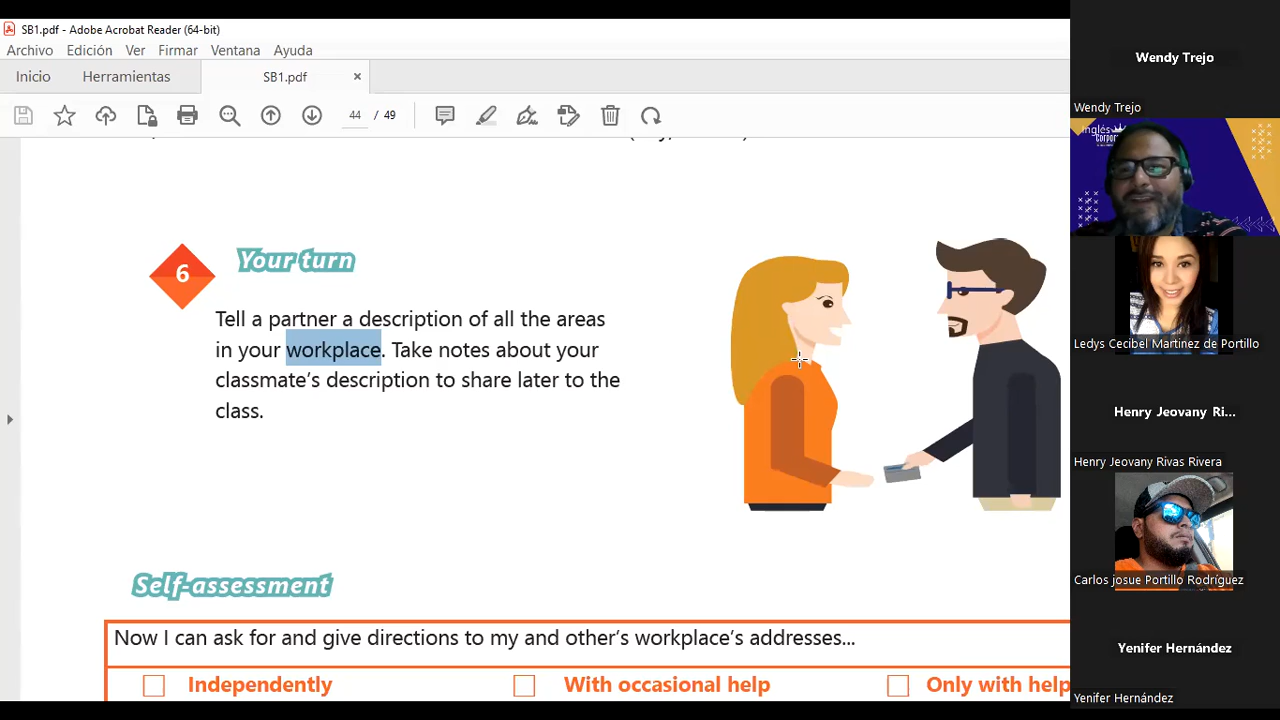 SB1.pdf - Adobe Acrobat Reader (64-bit)
Archivo Edición Ver Firmar Ventana Ayuda
Inicio Herramientas SB1.pdf ×
44 / 49
6 Your turn
Tell a partner a description of all the areas
in your workplace. Take notes about your
classmate's description to share later to the
class.
Self-assessment
Now I can ask for and give directions to my and other's workplace's addresses...
Independently With occasional help Only with help
Wendy Trejo
Wendy Trejo
Inglés
Ledys Cecibel Martinez de Portillo
Henry Jeovany Ri...
Henry Jeovany Rivas Rivera
Carlos josue Portillo Rodríguez
Yenifer Hernández
Yenifer Hernández